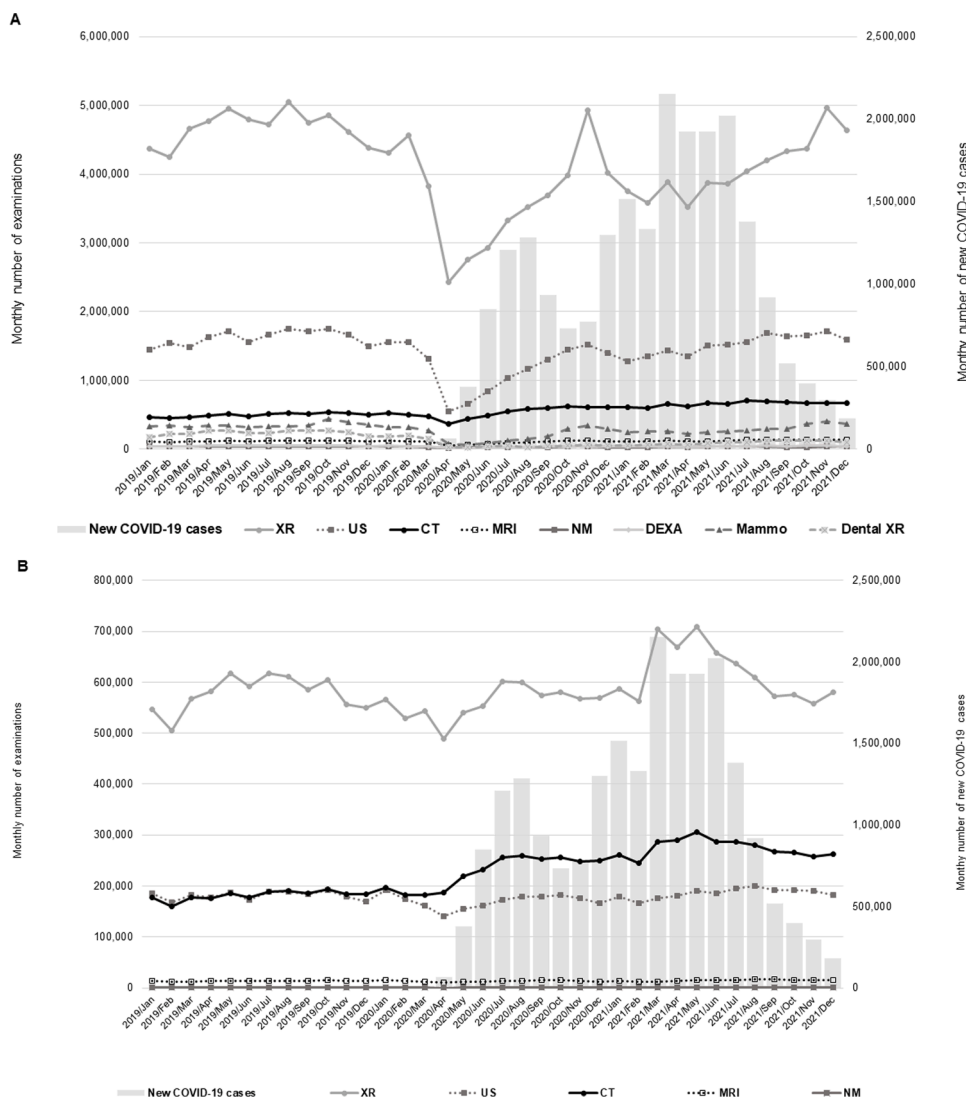 A
6,000,000
5,000,000
4,000,000
3,000,000
2,000,000
1,000,000
0
Monthly number of examinations
2,500,000
2,000,000
1,500,000
1,000,000
500,000
0
Monthly number of new COVID-19 cases
2019/Jan 2019/Feb 2019/Mar 2019/Apr 2019/May 2019/Jun 2019/Jul 2019/Aug 2019/Sep 2019/Oct 2019/Nov 2019/Dec 2020/Jan 2020/Feb 2020/Mar 2020/Apr 2020/May 2020/Jun 2020/Jul 2020/Aug 2020/Sep 2020/Oct 2020/Nov 2020/Dec 2021/Jan 2021/Feb 2021/Mar 2021/Apr 2021/May 2021/Jun 2021/Jul 2021/Aug 2021/Sep 2021/Oct 2021/Nov 2021/Dec
New COVID-19 cases XR US CT MRI NM DEXA Mammo Dental XR
B
800,000
700,000
600,000
500,000
400,000
300,000
200,000
100,000
0
Monthly number of examinations
2,500,000
2,000,000
1,500,000
1,000,000
500,000
0
Monthly number of new COVID-19 cases
2019/Jan 2019/Feb 2019/Mar 2019/Apr 2019/May 2019/Jun 2019/Jul 2019/Aug 2019/Sep 2019/Oct 2019/Nov 2019/Dec 2020/Jan 2020/Feb 2020/Mar 2020/Apr 2020/May 2020/Jun 2020/Jul 2020/Aug 2020/Sep 2020/Oct 2020/Nov 2020/Dec 2021/Jan 2021/Feb 2021/Mar 2021/Apr 2021/May 2021/Jun 2021/Jul 2021/Aug 2021/Sep 2021/Oct 2021/Nov 2021/Dec
New COVID-19 cases XR US CT MRI NM